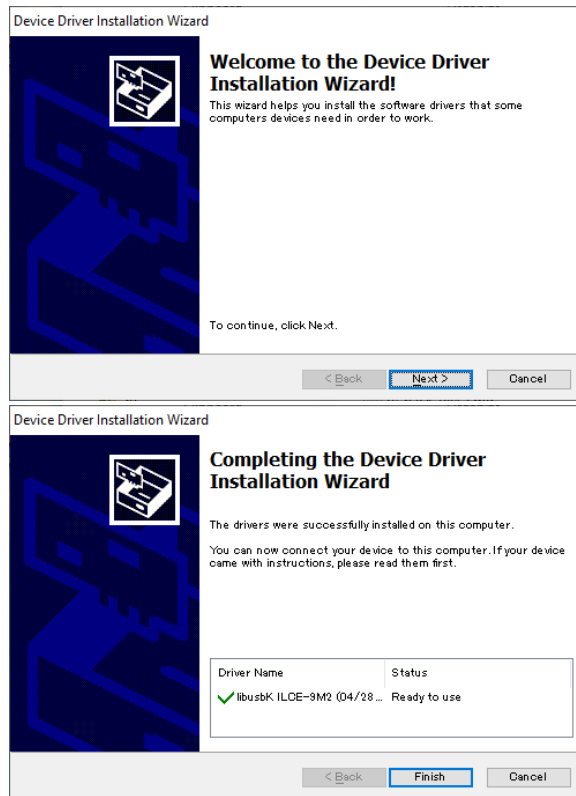 Device Driver Installation Wizard
Welcome to the Device Driver
Installation Wizard!
This wizard helps you install the software drivers that some
computers devices need in order to work.
To continue, click Next.
< Back
Next >
Cancel
Device Driver Installation Wizard
Completing the Device Driver
Installation Wizard
The drivers were successfully installed on this computer.
You can now connect your device to this computer. If your device
came with instructions, please read them first.
Driver Name Status
libusbK ILCE-9M2 (04/28... Ready to use
< Back
Finish
Cancel